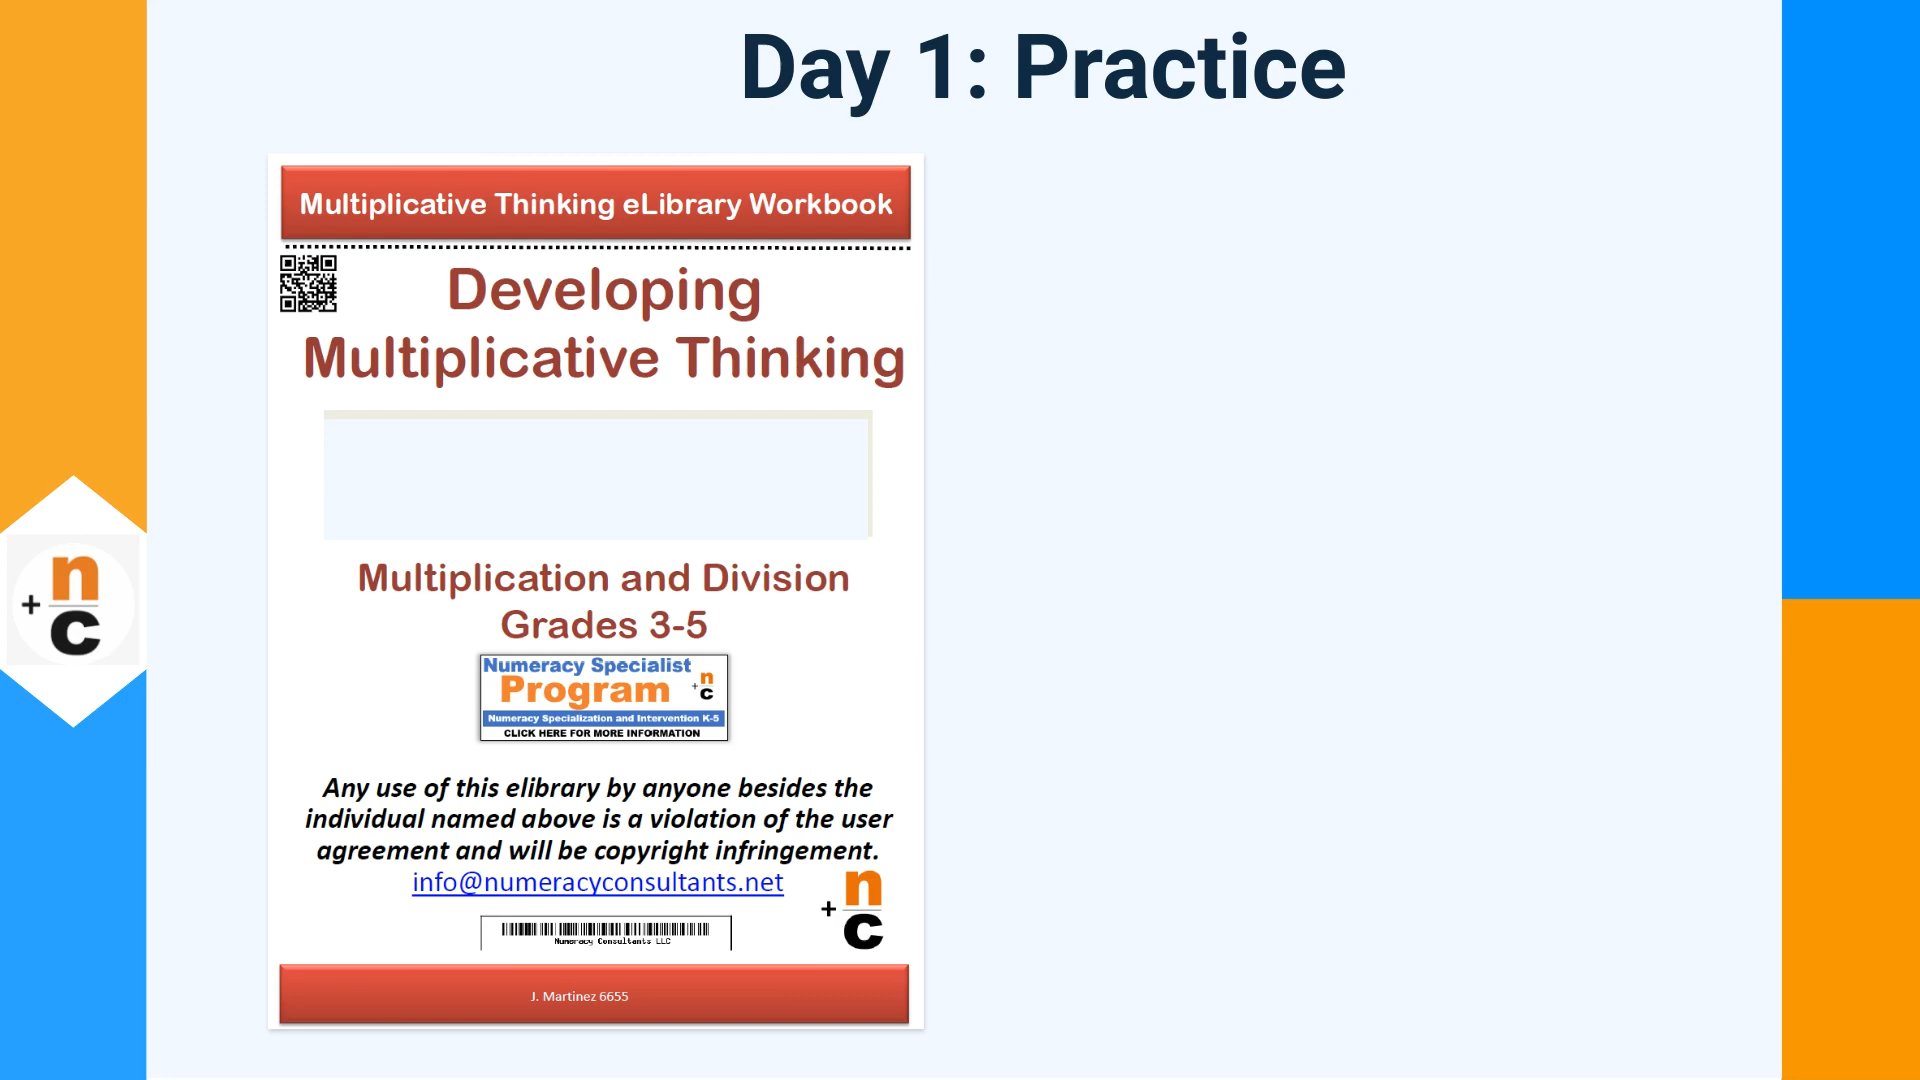 Day 1: Practice
Multiplicative Thinking eLibrary Workbook
Developing
Multiplicative Thinking
Multiplication and Division
Grades 3-5
Numeracy Specialist
Program
+ n
c
Numeracy Specialization and Intervention K-5
CLICK HERE FOR MORE INFORMATION
Any use of this elibrary by anyone besides the
individual named above is a violation of the user
agreement and will be copyright infringement.
info@numeracyconsultants.net
+ n
c
Numeracy Consultants LLC
J. Martinez 6655
+ n
c